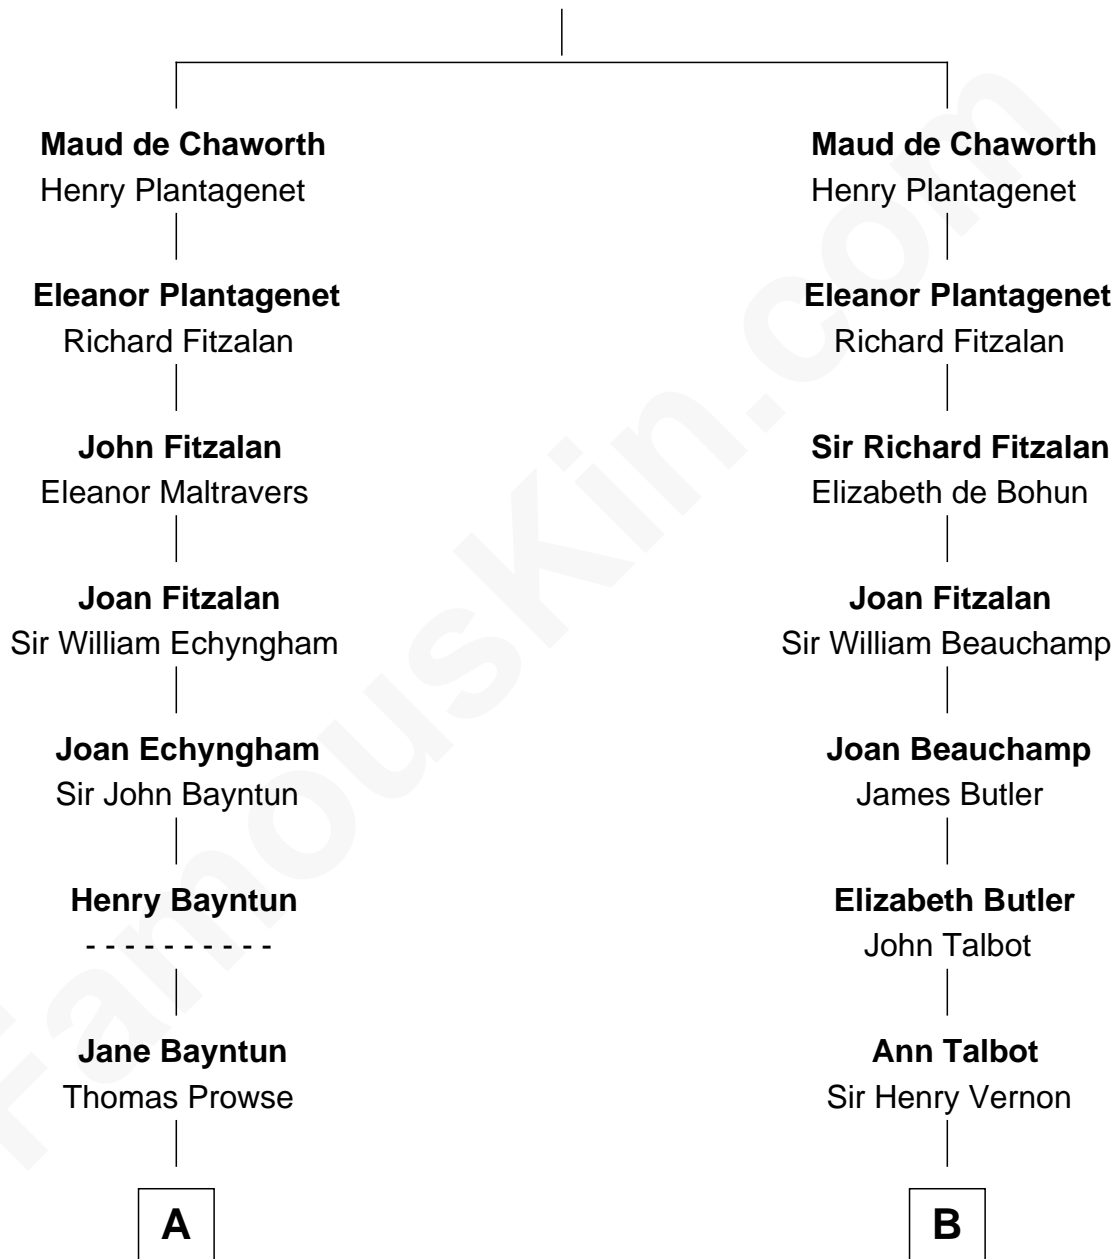 Maud de Chaworth
Henry Plantagenet
Eleanor Plantagenet
Richard Fitzalan
John Fitzalan
Eleanor Maltravers
Joan Fitzalan
Sir William Echyngham
Joan Echyngham
Sir John Bayntun
Henry Bayntun
- - - - - - - - - -
Jane Bayntun
Thomas Prowse
A
Maud de Chaworth
Henry Plantagenet
Eleanor Plantagenet
Richard Fitzalan
Sir Richard Fitzalan
Elizabeth de Bohun
Joan Fitzalan
Sir William Beauchamp
Joan Beauchamp
James Butler
Elizabeth Butler
John Talbot
Ann Talbot
Sir Henry Vernon
B
FamousKin.com